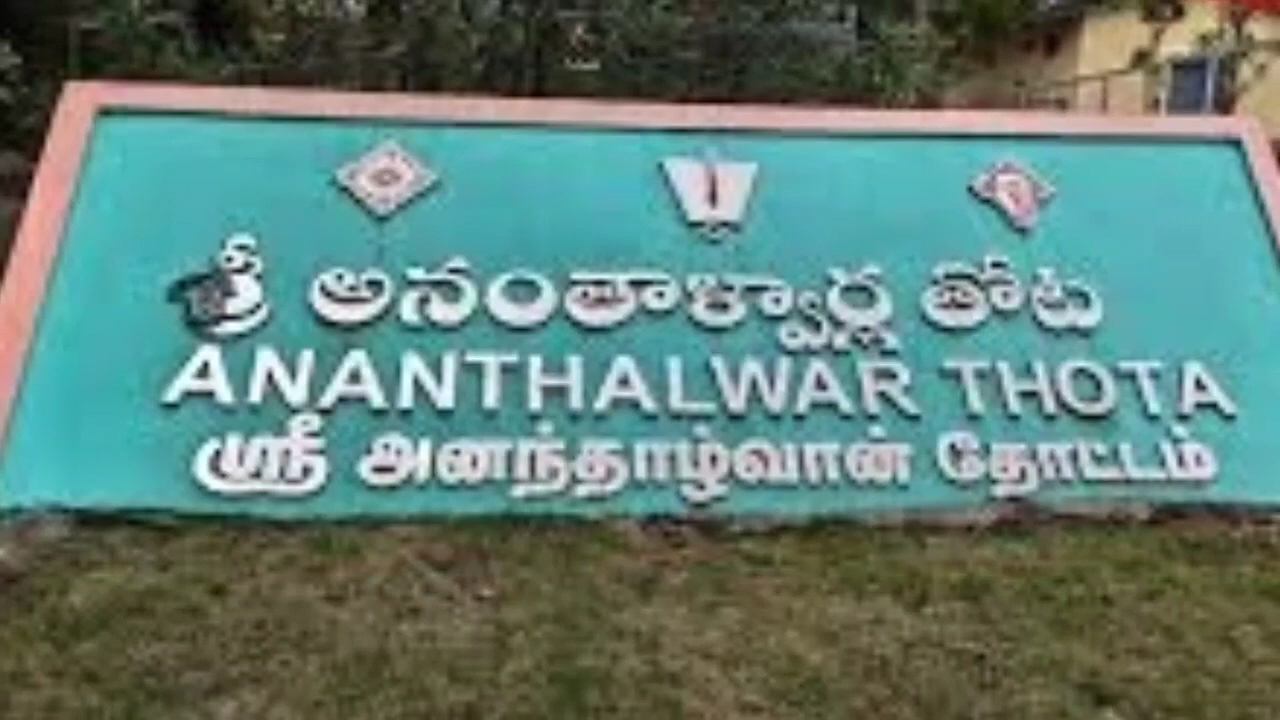 శ్రీ అనంతాళ్వార్ల తోట
ANANTHALWAR THOTA
ஸ்ரீ அனந்தாழ்வான் தோட்டம்